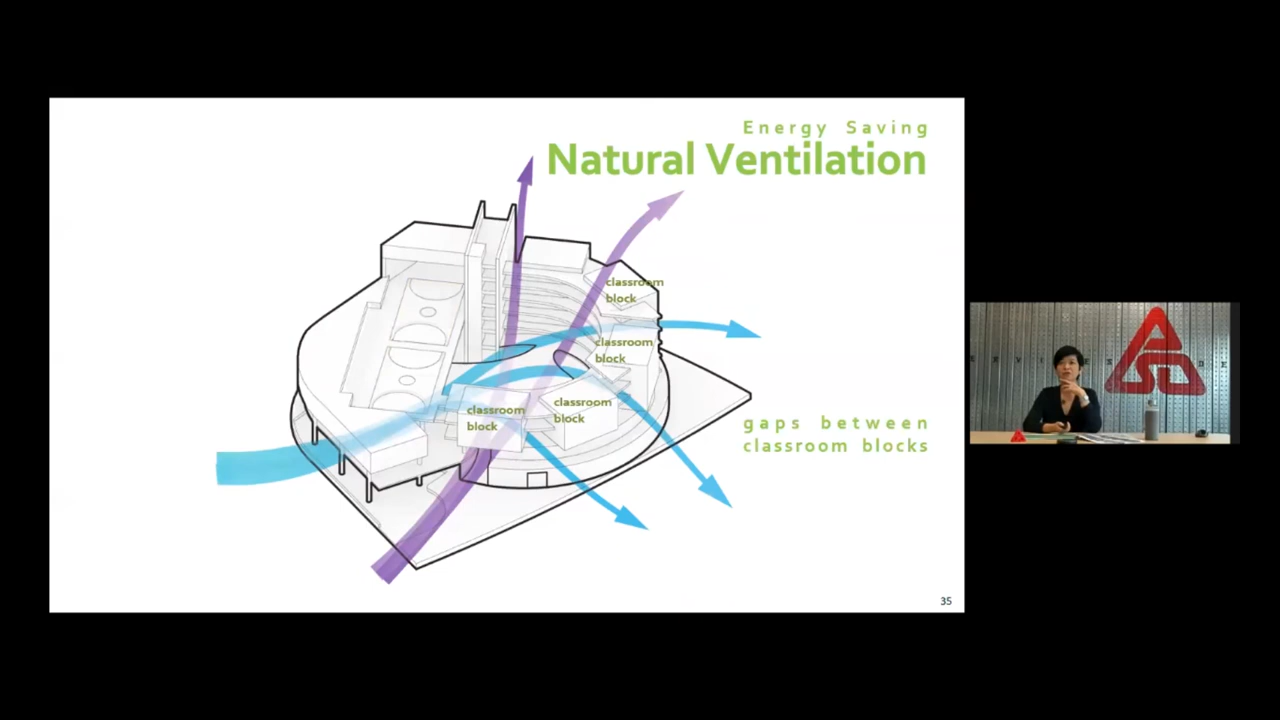 Energy Saving
Natural Ventilation
classroom
block
classroom
block
classroom
block
classroom
block
gaps between
classroom blocks
35